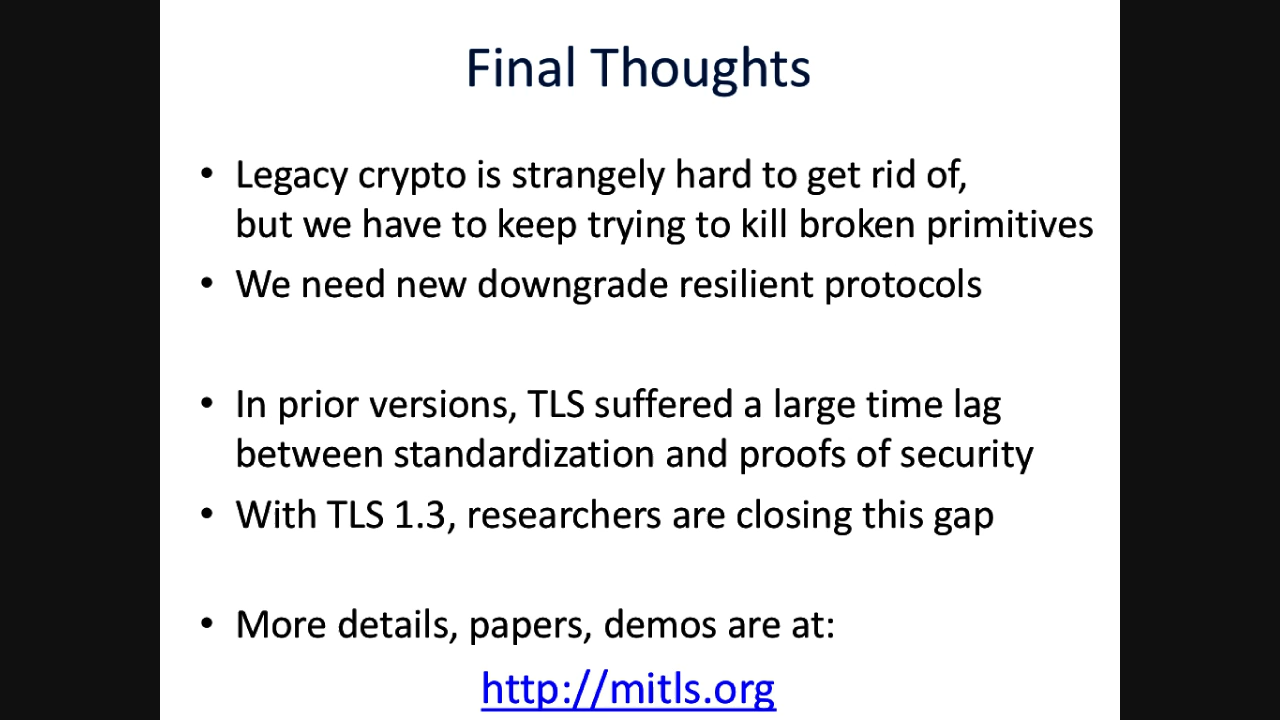 Final Thoughts
• Legacy crypto is strangely hard to get rid of,
but we have to keep trying to kill broken primitives
• We need new downgrade resilient protocols
• In prior versions, TLS suffered a large time lag
between standardization and proofs of security
• With TLS 1.3, researchers are closing this gap
• More details, papers, demos are at:
http://mitls.org